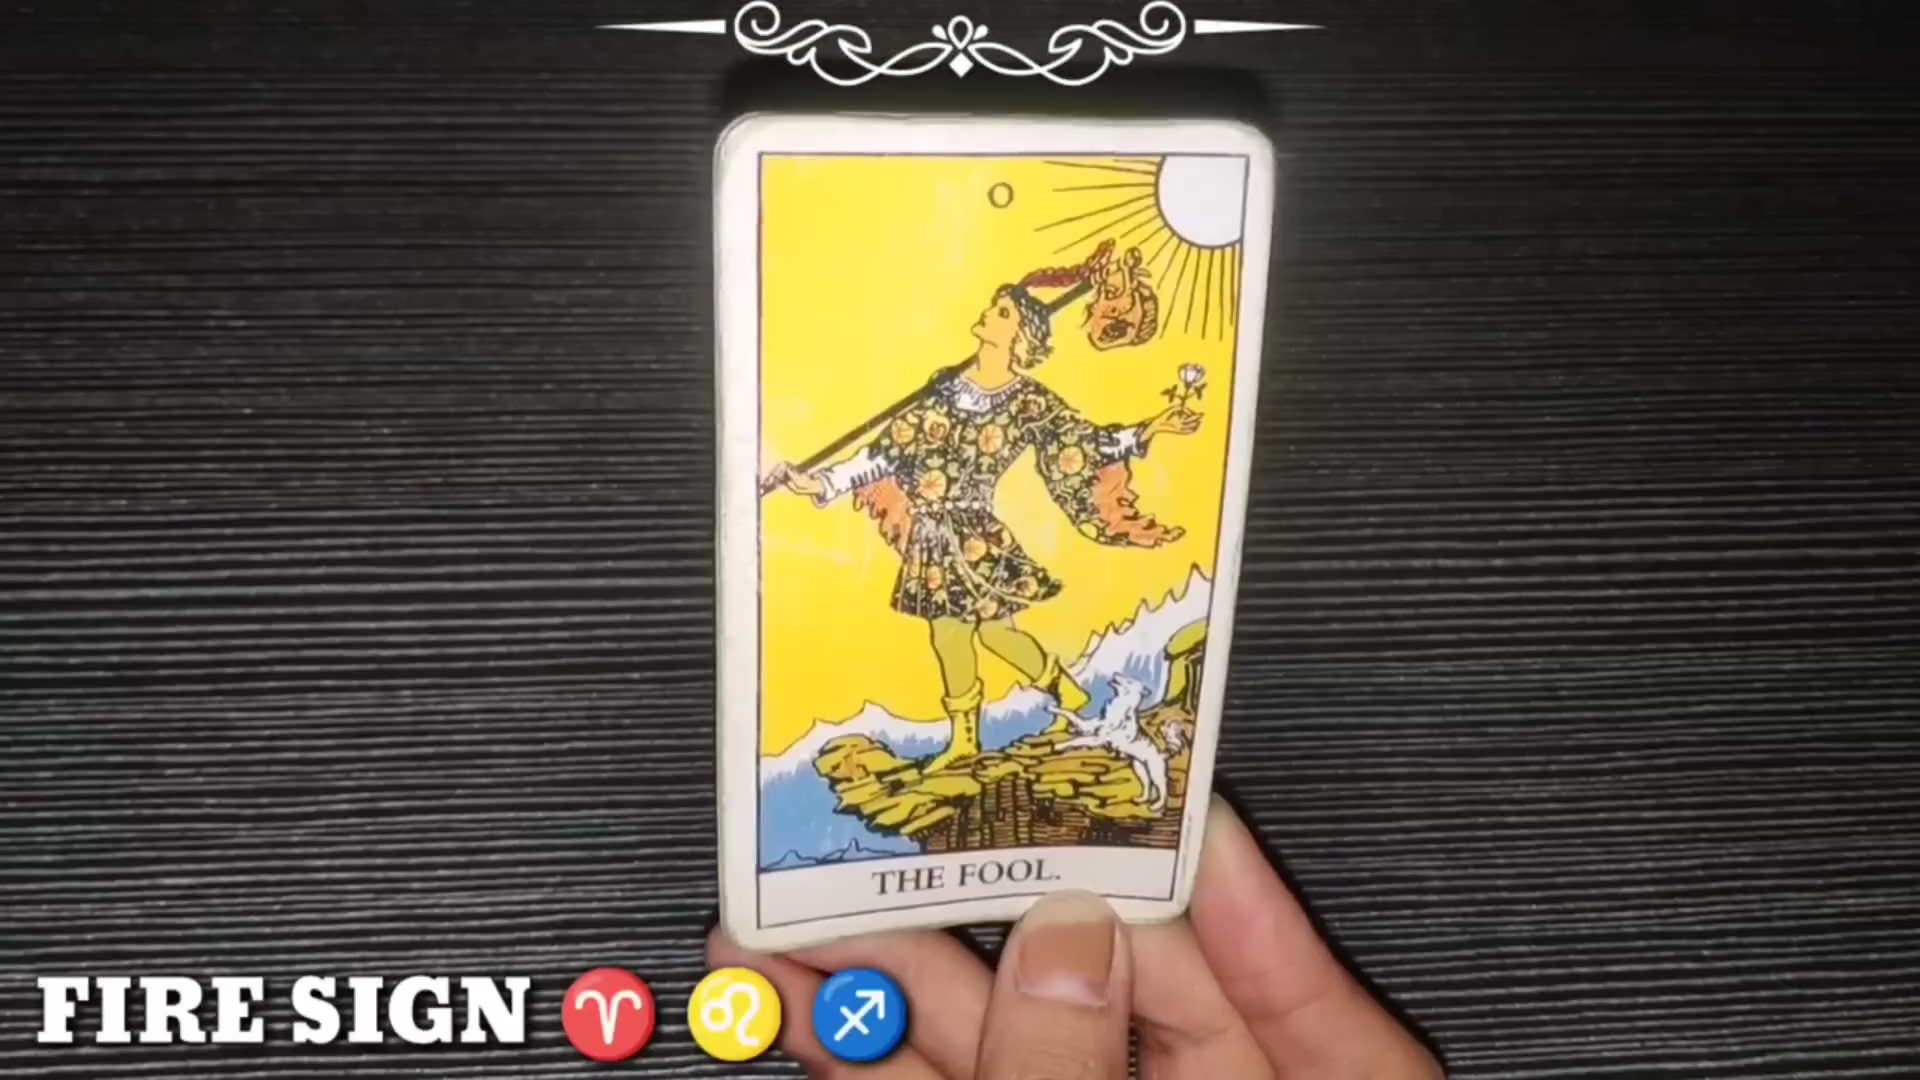 0
THE FOOL.
FIRE SIGN ♈ ♌ ♐